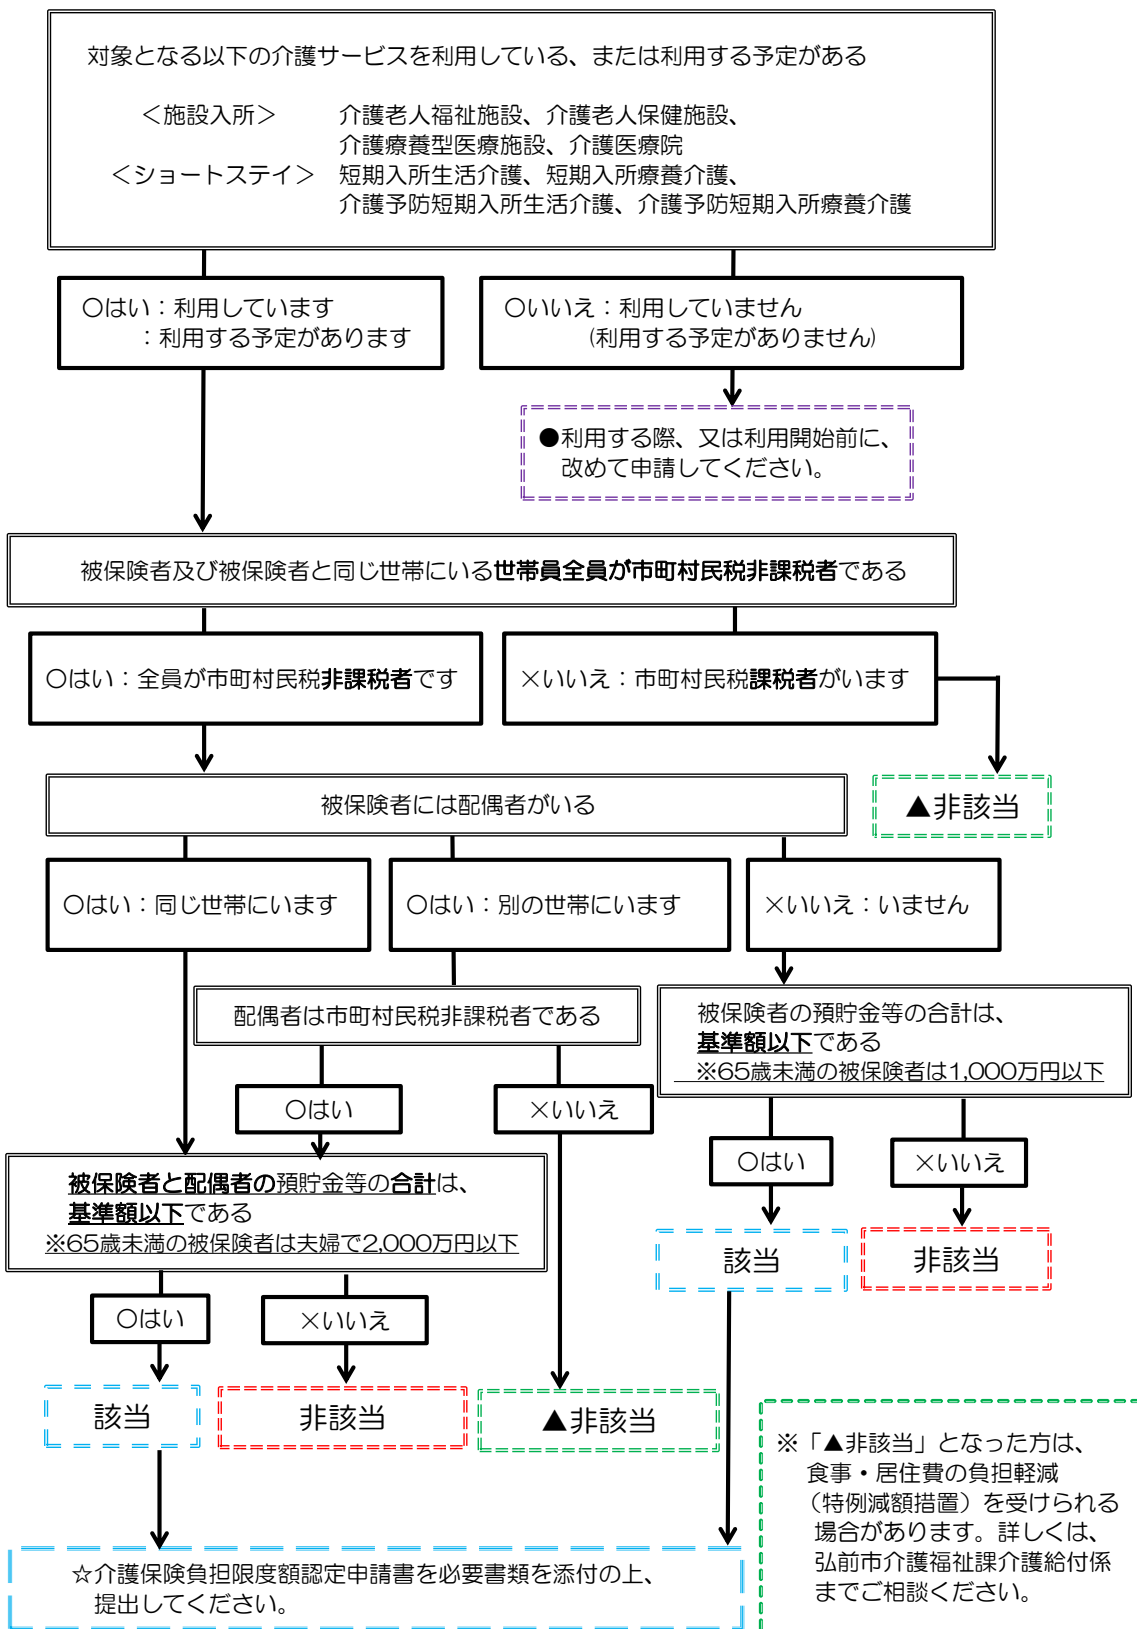 対象となる以下の介護サービスを利用している、または利用する予定がある
＜施設入所＞ 介護老人福祉施設、介護老人保健施設、
介護療養型医療施設、介護医療院
＜ショートステイ＞ 短期入所生活介護、短期入所療養介護、
介護予防短期入所生活介護、介護予防短期入所療養介護
〇はい：利用しています
：利用する予定があります
〇いいえ：利用していません
（利用する予定がありません）
●利用する際、又は利用開始前に、
改めて申請してください。
被保険者及び被保険者と同じ世帯にいる世帯員全員が市町村民税非課税者である
〇はい：全員が市町村民税非課税者です
×いいえ：市町村民税課税者がいます
▲非該当
被保険者には配偶者がいる
〇はい：同じ世帯にいます
〇はい：別の世帯にいます
×いいえ：いません
配偶者は市町村民税非課税者である
〇はい
×いいえ
被保険者の預貯金等の合計は、
基準額以下である
※65歳未満の被保険者は1,000万円以下
〇はい
×いいえ
該当
非該当
被保険者と配偶者の預貯金等の合計は、
基準額以下である
※65歳未満の被保険者は夫婦で2,000万円以下
〇はい
×いいえ
該当
非該当
▲非該当
※「▲非該当」となった方は、
食事・居住費の負担軽減
（特例減額措置）を受けられる
場合があります。詳しくは、
弘前市介護福祉課介護給付係
までご相談ください。
☆介護保険負担限度額認定申請書を必要書類を添付の上、
提出してください。